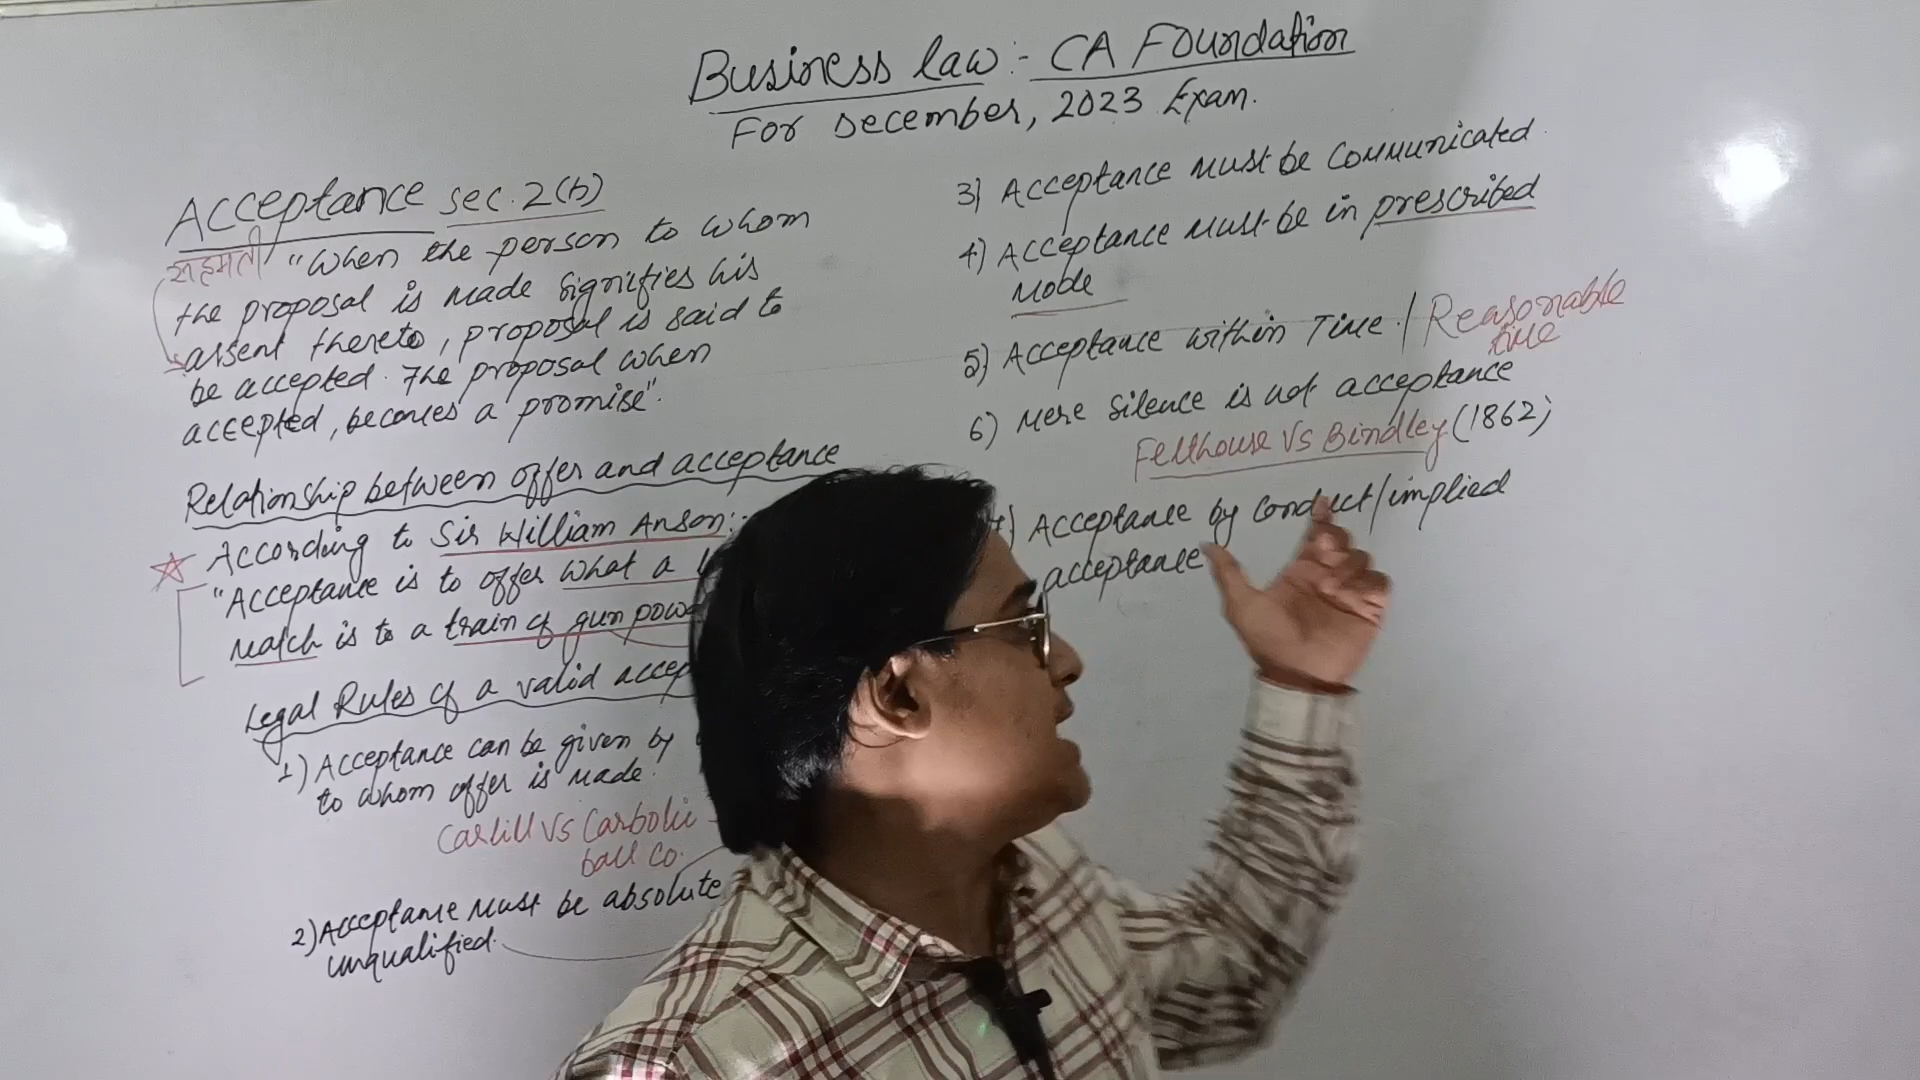 Business law :- CA Foundation
For December, 2023 Exam.
Acceptance sec. 2(b)
सहमती "When the person to whom
the proposal is made signifies his
assent thereto, proposal is said to
be accepted. The proposal when
accepted, becomes a promise".
Relationship between offer and acceptance
According to Sir William Anson:-
"Acceptance is to offer what a
match is to a train of gun
Legal Rules of a valid
1) Acceptance can be given by
to whom offer is made.
Carlill Vs Carbolic
ball Co.
2) Acceptance must be absolute
unqualified.
3) Acceptance must be communicated
4) Acceptance must be in prescribed
mode
5) Acceptance within Time. / Reasonable
time
6) Mere silence is not acceptance
Felthouse Vs Bindley (1862)
7) Acceptance by conduct/implied
acceptance